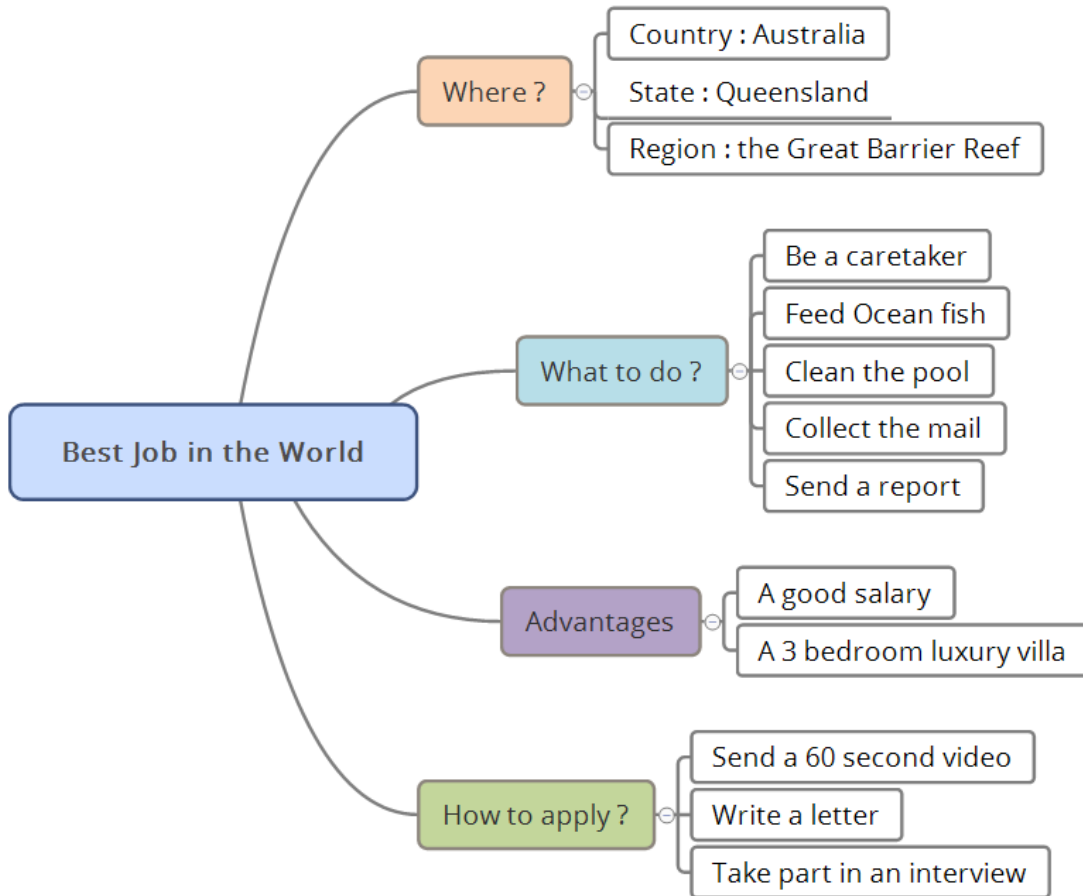 Best Job in the World
Where ?
Country : Australia
State : Queensland
Region : the Great Barrier Reef
What to do ?
Be a caretaker
Feed Ocean fish
Clean the pool
Collect the mail
Send a report
Advantages
A good salary
A 3 bedroom luxury villa
How to apply ?
Send a 60 second video
Write a letter
Take part in an interview